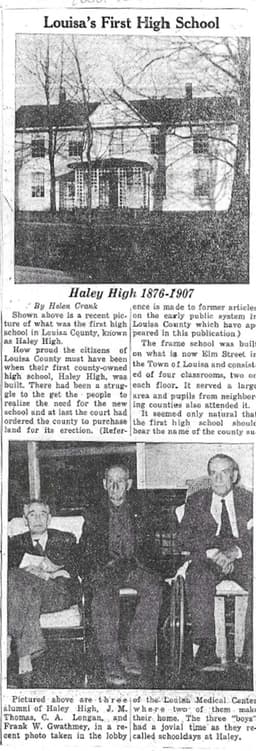 Louisa's First High School
Haley High 1876-1907
By Helen Crank
Shown above is a recent pic-
ture of what was the first high
school in Louisa County, known
as Haley High.
How proud the citizens of
Louisa County must have been
when their first county-owned
high school, Haley High, was
built. There had been a strug-
gle to the get the people to
realize the need for the new
school and at last the court had
ordered the county to purchase
land for its erection. (Refer-
ence is made to former articles
on the early public system in
Louisa County which have ap-
peared in this publication.)
The frame school was built
on what is now Elm Street in
the Town of Louisa and consist-
ed of four classrooms, two on
each floor. It served a large
area and pupils from neighbor-
ing counties also attended it.
It seemed only natural that
the first high school should
bear the name of the county su-
Pictured above are three
alumni of Haley High, J. M.
Thomas, C. A. Longan, and
Frank W. Gwathmey, in a re-
cent photo taken in the lobby
of the Louisa Medical Center
where two of them make
their home. The three "boys"
had a jovial time as they re-
called schooldays at Haley.